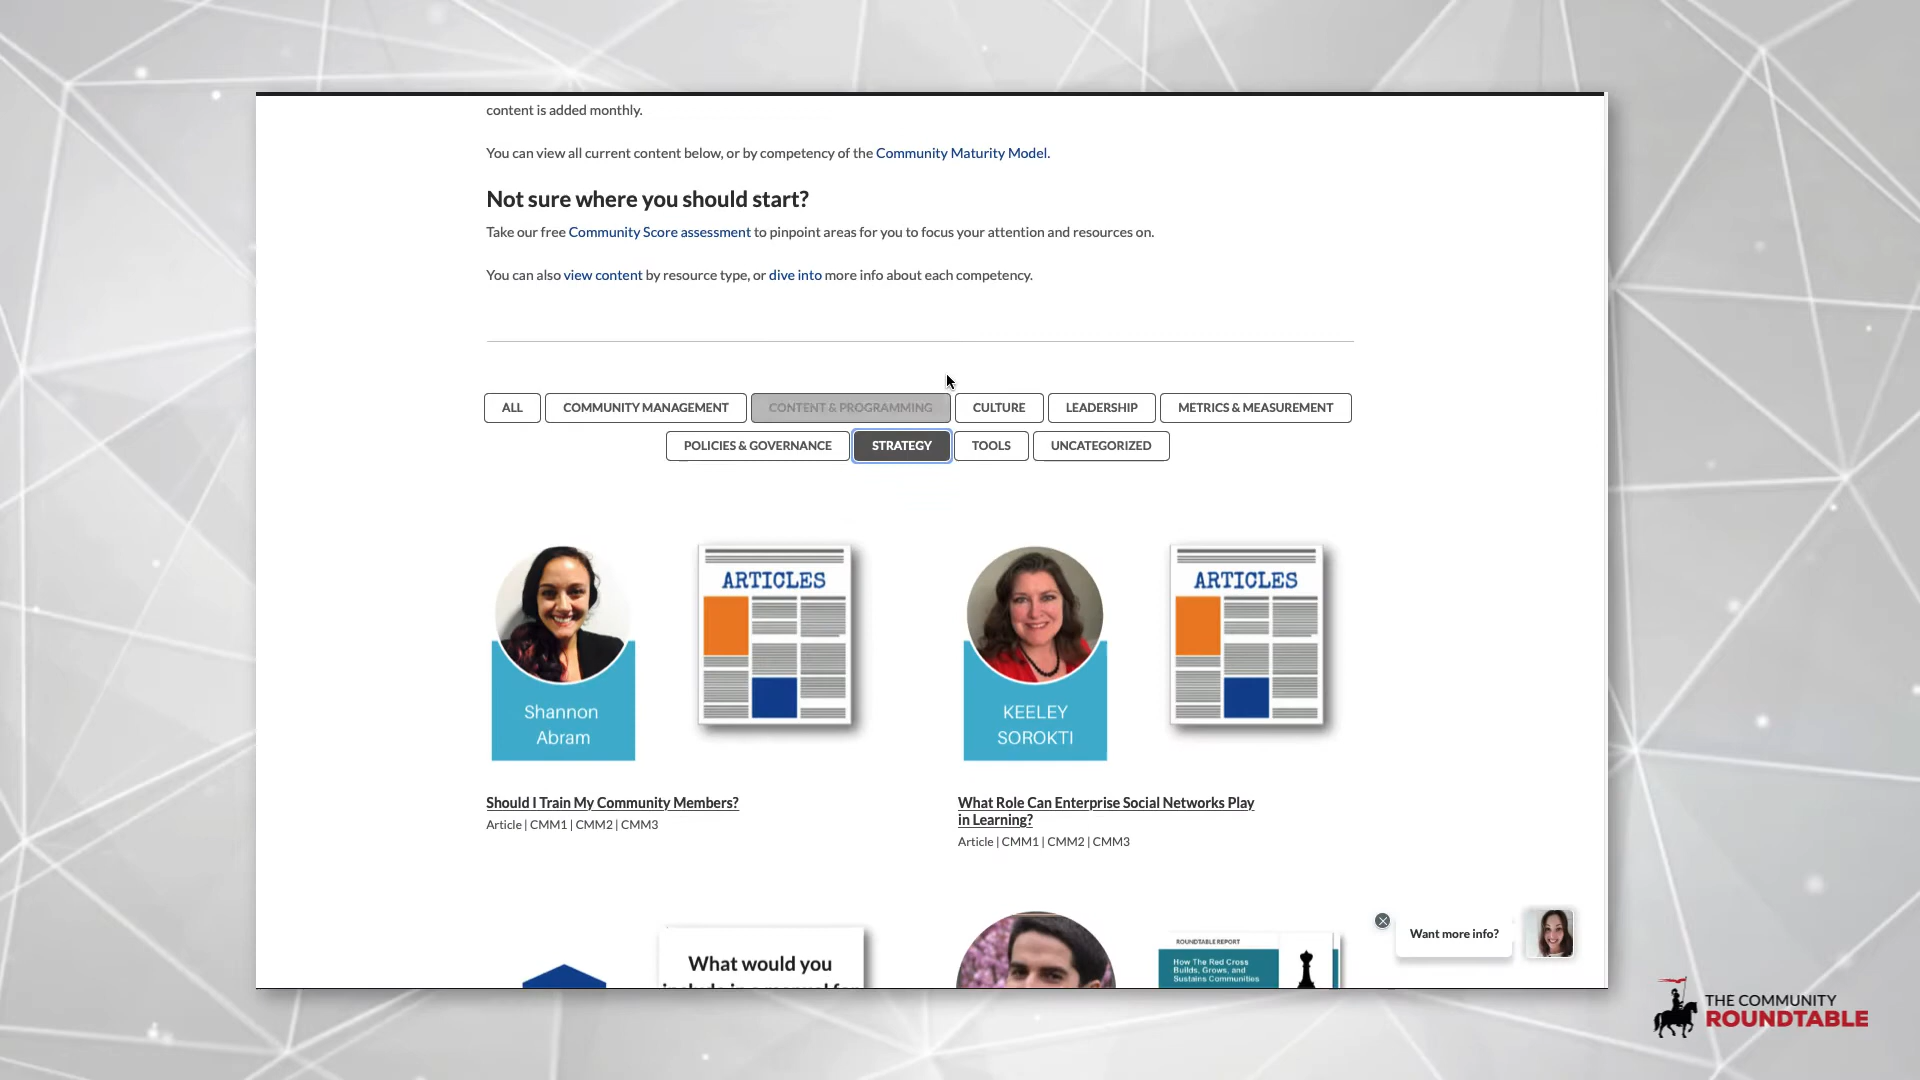 content is added monthly.
You can view all current content below, or by competency of the Community Maturity Model.
Not sure where you should start?
Take our free Community Score assessment to pinpoint areas for you to focus your attention and resources on.
You can also view content by resource type, or dive into more info about each competency.
ALL
COMMUNITY MANAGEMENT
CONTENT & PROGRAMMING
CULTURE
LEADERSHIP
METRICS & MEASUREMENT
POLICIES & GOVERNANCE
STRATEGY
TOOLS
UNCATEGORIZED
Shannon
Abram
ARTICLES
KEELEY
SOROKTI
ARTICLES
Should I Train My Community Members?
Article | CMM1 | CMM2 | CMM3
What Role Can Enterprise Social Networks Play
in Learning?
Article | CMM1 | CMM2 | CMM3
What would you
ROUNDTABLE REPORT
How The Red Cross
Builds, Grows, and
Sustains Communities
Want more info?
THE COMMUNITY
ROUNDTABLE